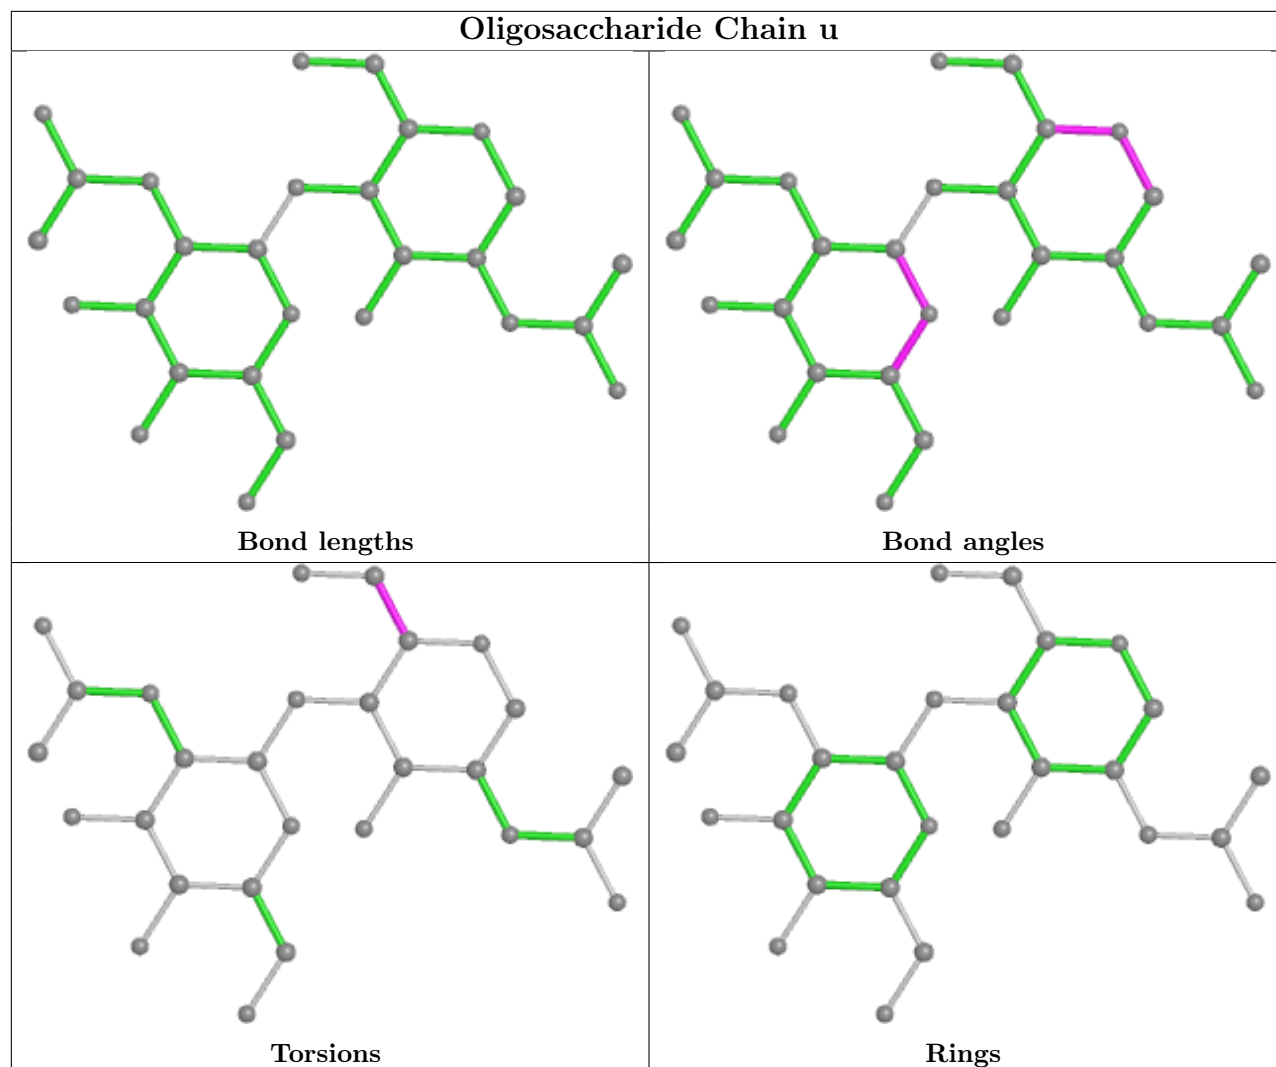 Oligosaccharide Chain u
Bond lengths
Bond angles
Torsions
Rings